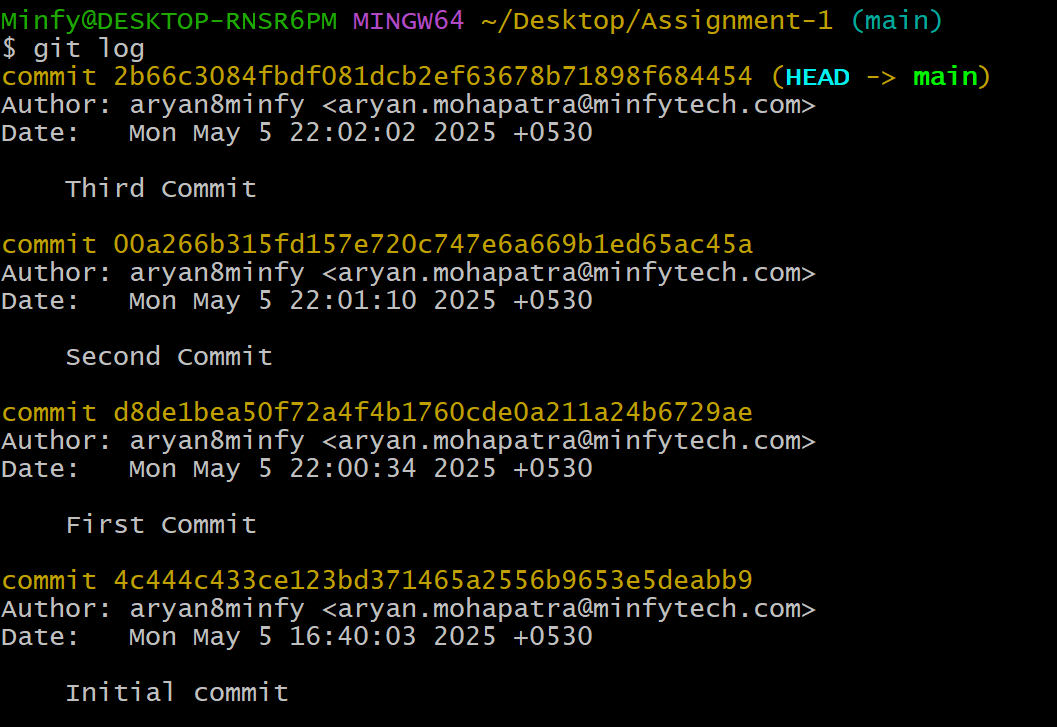 Minfy@DESKTOP-RNSR6PM MINGW64 ~/Desktop/Assignment-1 (main)
$ git log
commit 2b66c3084fbdf081dcb2ef63678b71898f684454 (HEAD -> main)
Author: aryan8minfy <aryan.mohapatra@minfytech.com>
Date:   Mon May 5 22:02:02 2025 +0530
    Third Commit
commit 00a266b315fd157e720c747e6a669b1ed65ac45a
Author: aryan8minfy <aryan.mohapatra@minfytech.com>
Date:   Mon May 5 22:01:10 2025 +0530
    Second Commit
commit d8de1bea50f72a4f4b1760cde0a211a24b6729ae
Author: aryan8minfy <aryan.mohapatra@minfytech.com>
Date:   Mon May 5 22:00:34 2025 +0530
    First Commit
commit 4c444c433ce123bd371465a2556b9653e5deabb9
Author: aryan8minfy <aryan.mohapatra@minfytech.com>
Date:   Mon May 5 16:40:03 2025 +0530
    Initial commit